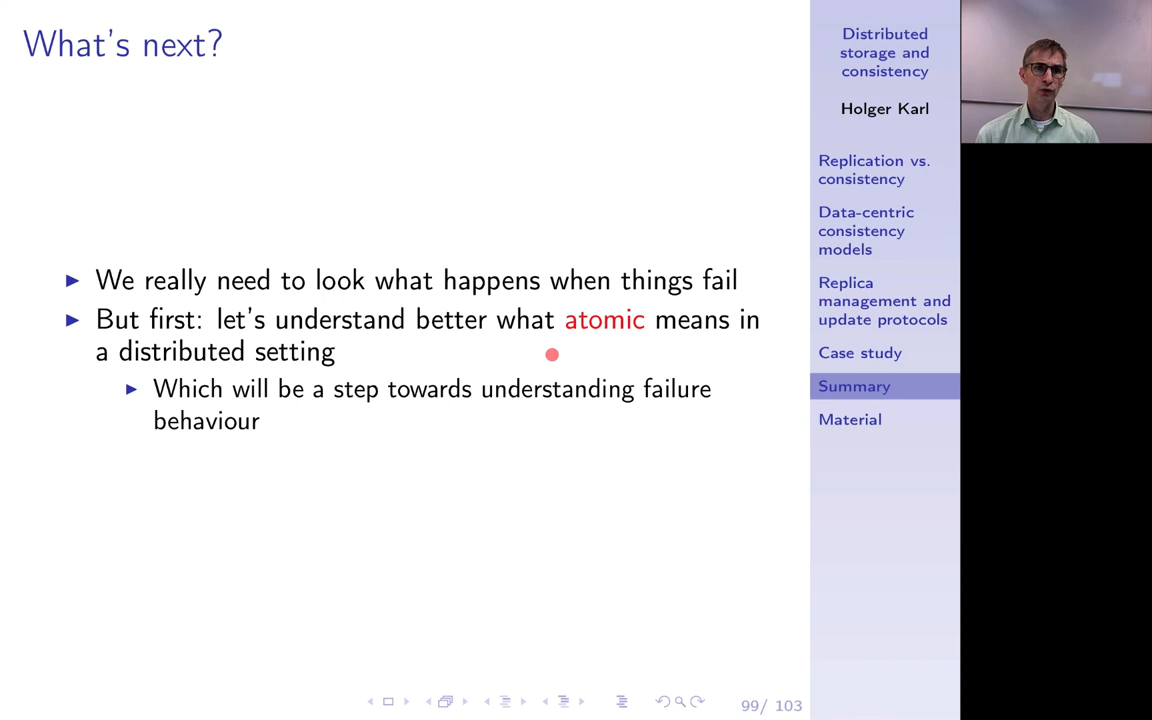 What's next?
We really need to look what happens when things fail
But first: let's understand better what atomic means in
a distributed setting
Which will be a step towards understanding failure
behaviour
99/ 103
Distributed
storage and
consistency
Holger Karl
Replication vs.
consistency
Data-centric
consistency
models
Replica
management and
update protocols
Case study
Summary
Material